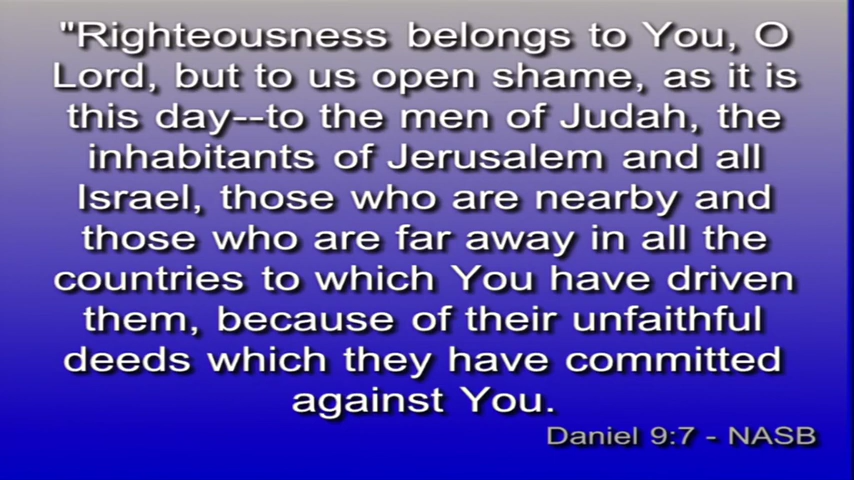 "Righteousness belongs to You, O
Lord, but to us open shame, as it is
this day--to the men of Judah, the
inhabitants of Jerusalem and all
Israel, those who are nearby and
those who are far away in all the
countries to which You have driven
them, because of their unfaithful
deeds which they have committed
against You.
Daniel 9:7 - NASB